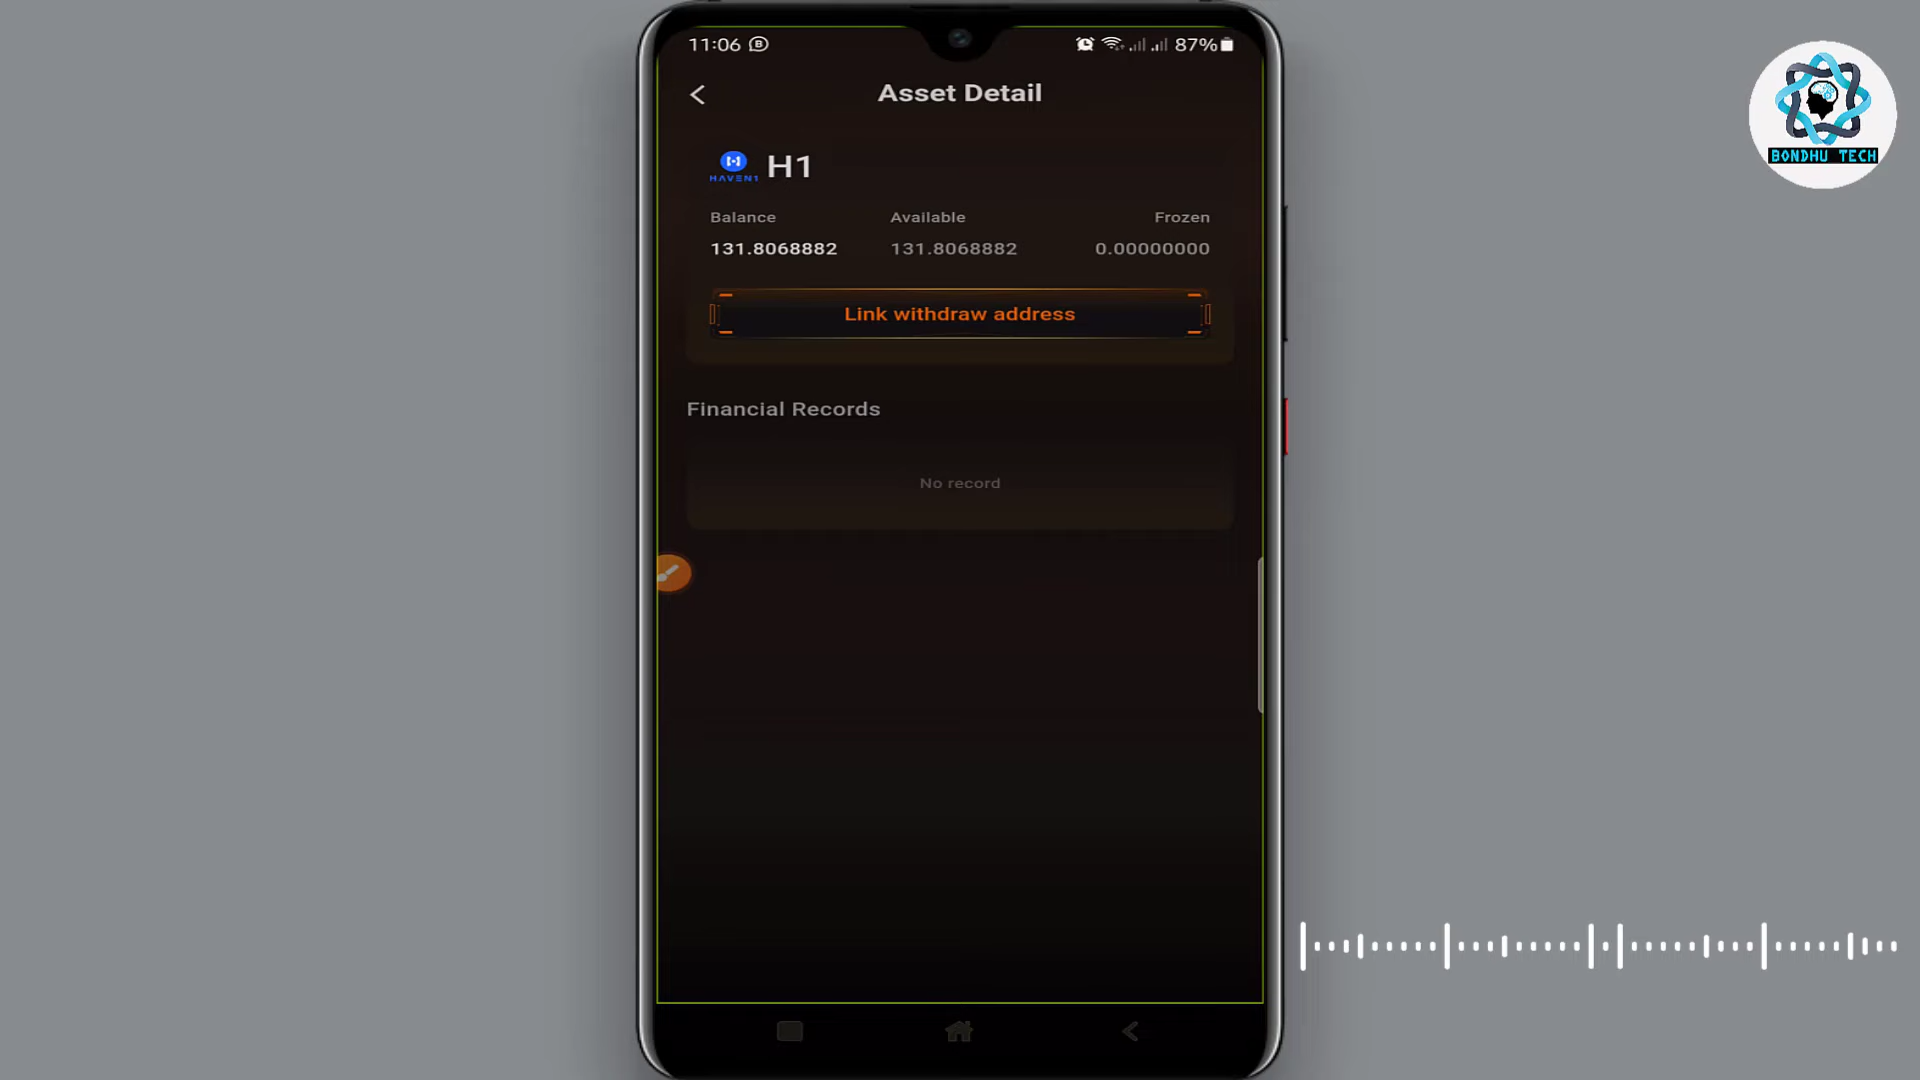 11:06
87%
Asset Detail
HAVEN1
H1
Balance Available Frozen
131.8068882 131.8068882 0.00000000
Link withdraw address
Financial Records
No record
BONDHU TECH